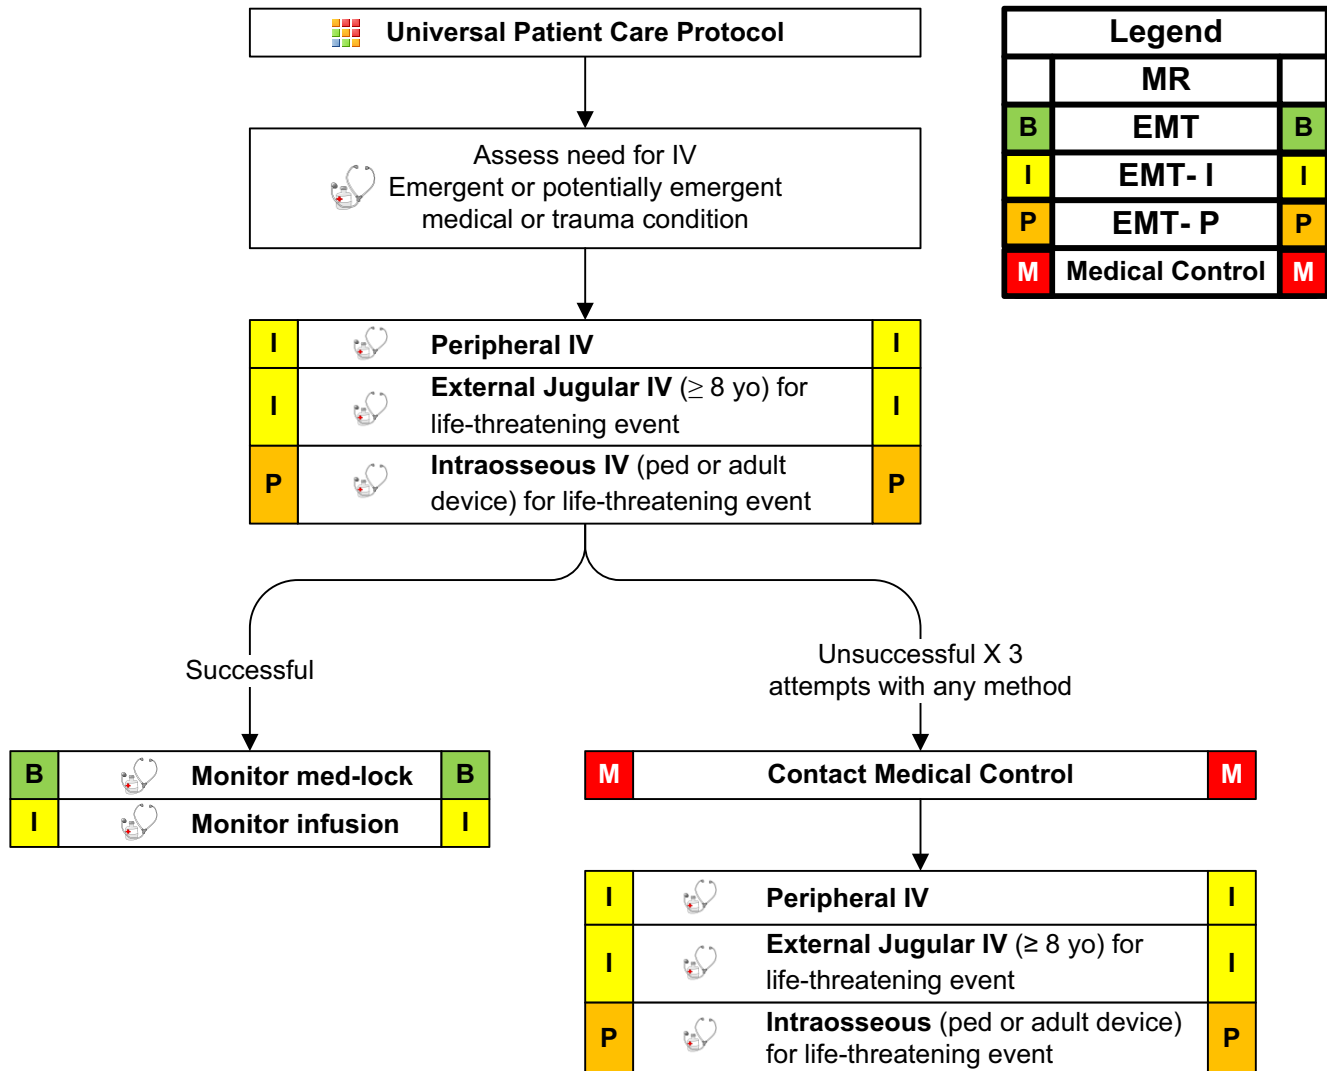 Universal Patient Care Protocol
Legend
MR
B EMT B
I EMT- I I
P EMT- P P
M Medical Control M
Assess need for IV
Emergent or potentially emergent
medical or trauma condition
I Peripheral IV I
I External Jugular IV (≥ 8 yo) for
life-threatening event I
P Intraosseous IV (ped or adult
device) for life-threatening event P
Successful
Unsuccessful X 3
attempts with any method
B Monitor med-lock B
I Monitor infusion I
M Contact Medical Control M
I Peripheral IV I
I External Jugular IV (≥ 8 yo) for
life-threatening event I
P Intraosseous (ped or adult device)
for life-threatening event P